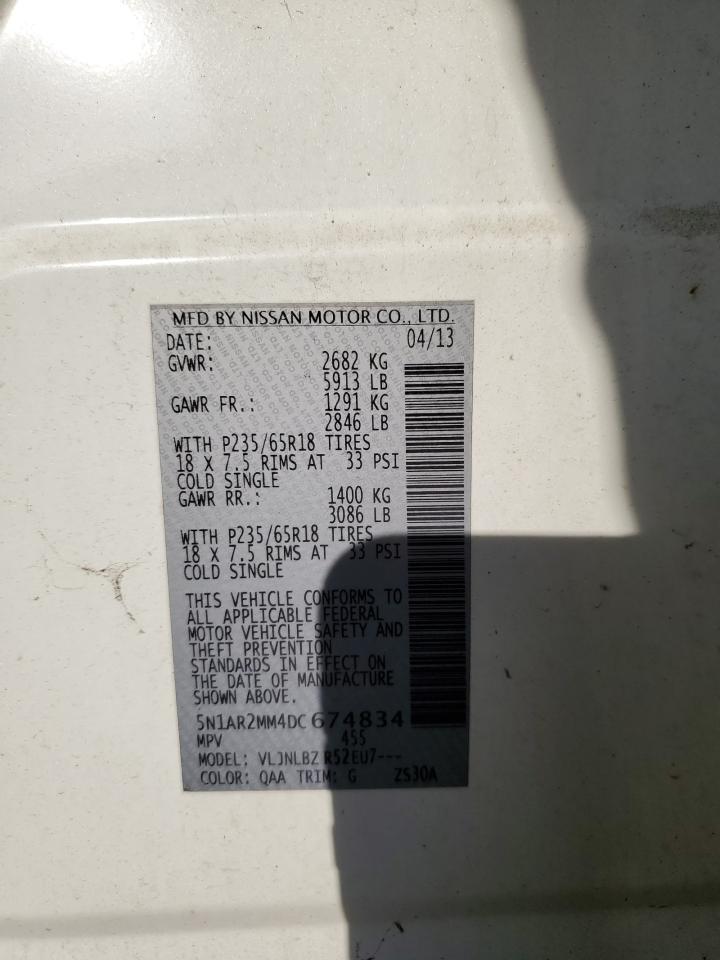 MFD BY NISSAN MOTOR CO., LTD.
DATE: 04/13
GVWR: 2682 KG
5913 LB
GAWR FR.: 1291 KG
2846 LB
WITH P235/65R18 TIRES
18 X 7.5 RIMS AT 33 PSI
COLD SINGLE
GAWR RR.: 1400 KG
3086 LB
WITH P235/65R18 TIRES
18 X 7.5 RIMS AT 33 PSI
COLD SINGLE
THIS VEHICLE CONFORMS TO
ALL APPLICABLE FEDERAL
MOTOR VEHICLE SAFETY AND
THEFT PREVENTION
STANDARDS IN EFFECT ON
THE DATE OF MANUFACTURE
SHOWN ABOVE.
5N1AR2MM4DC674834
MPV 455
MODEL: VLJNLBZ R52EU7---
COLOR: QAA TRIM: G ZS30A